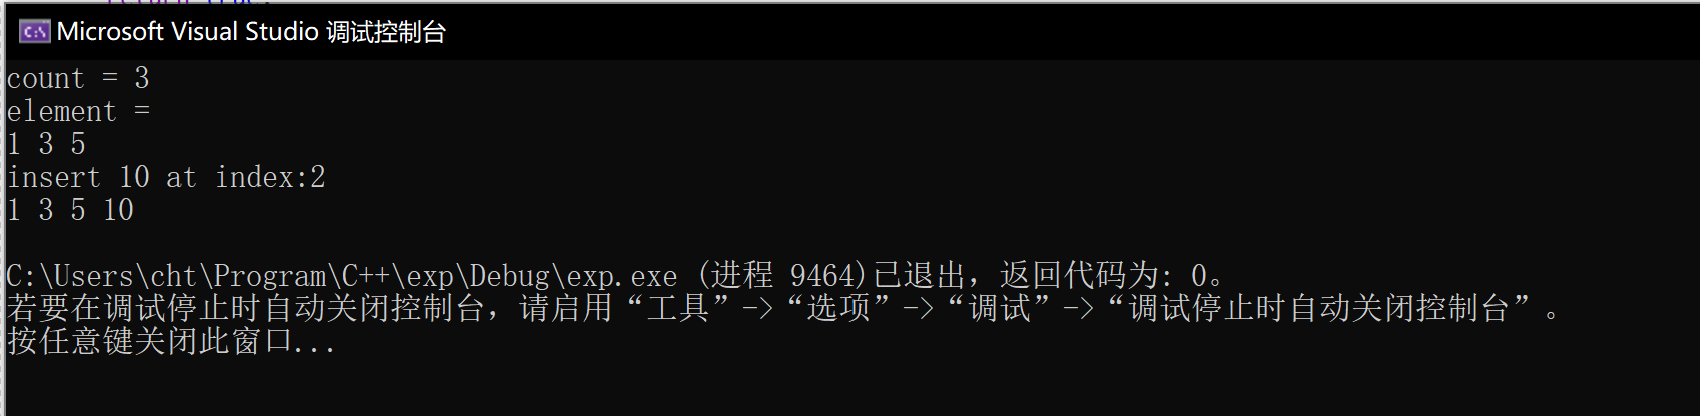 Microsoft Visual Studio 调试控制台
count = 3
element =
1 3 5
insert 10 at index:2
1 3 5 10
C:\Users\cht\Program\C++\exp\Debug\exp.exe (进程 9464)已退出，返回代码为: 0。
若要在调试停止时自动关闭控制台，请启用“工具”->“选项”->“调试”->“调试停止时自动关闭控制台”。
按任意键关闭此窗口...